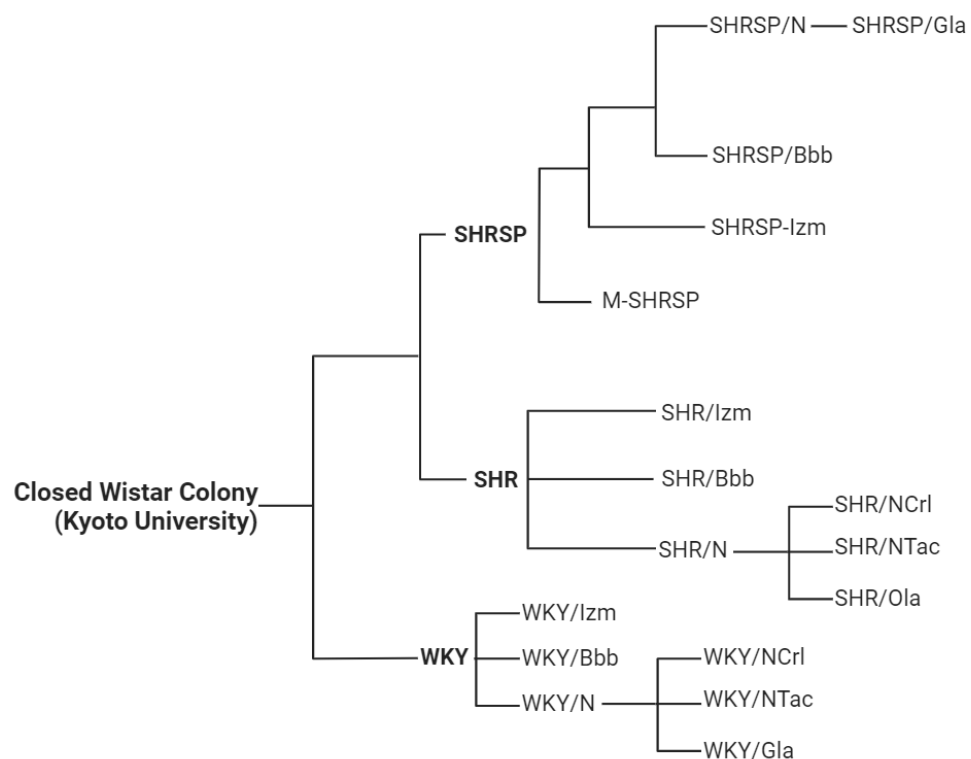 SHRSP/N
SHRSP/Gla
SHRSP/Bbb
SHRSP-Izm
SHRSP
M-SHRSP
SHR/Izm
SHR
SHR/Bbb
Closed Wistar Colony
(Kyoto University)
SHR/NCrl
SHR/N
SHR/NTac
SHR/Ola
WKY/Izm
WKY
WKY/Bbb
WKY/NCrl
WKY/N
WKY/NTac
WKY/Gla